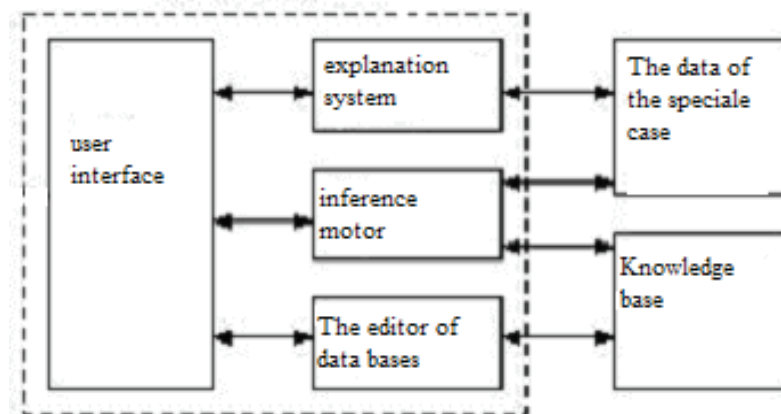 user
interface
explanation
system
inference
motor
The editor of
data bases
The data of
the speciale
case
Knowledge
base